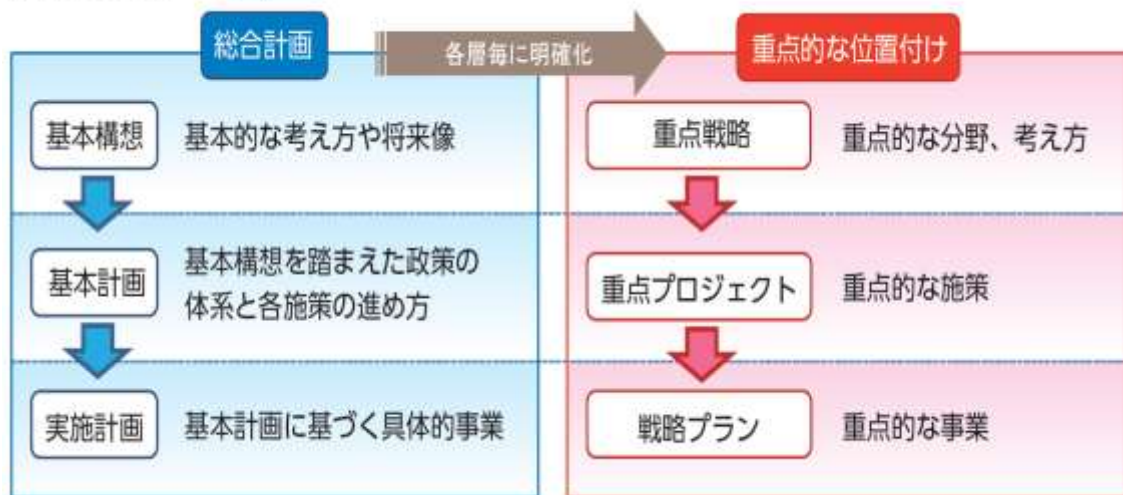 総合計画
各層毎に明確化
重点的な位置付け
基本構想
基本的な考え方や将来像
重点戦略
重点的な分野、考え方
基本計画
基本構想を踏まえた政策の
体系と各施策の進め方
重点プロジェクト
重点的な施策
実施計画
基本計画に基づく具体的事業
戦略プラン
重点的な事業